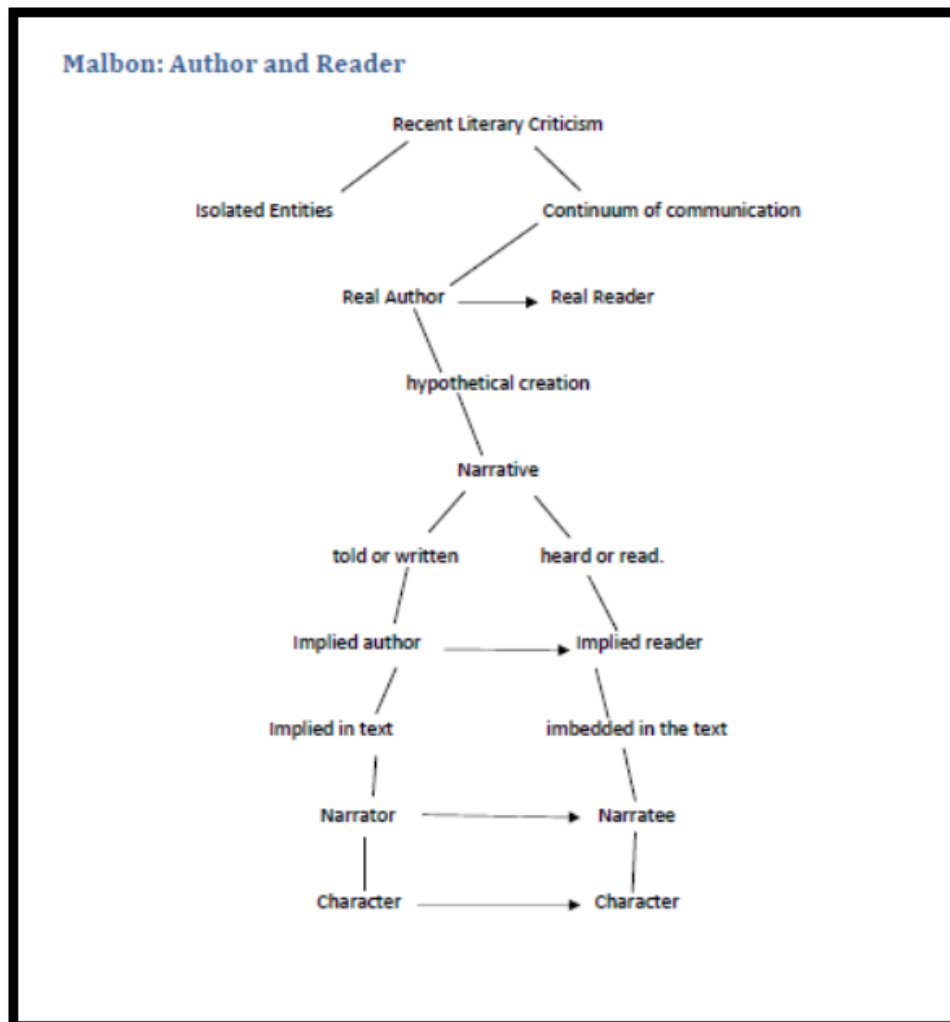 Malbon: Author and Reader
Recent Literary Criticism
Isolated Entities
Continuum of communication
Real Author
Real Reader
hypothetical creation
Narrative
told or written
heard or read.
Implied author
Implied reader
Implied in text
imbedded in the text
Narrator
Narratee
Character
Character